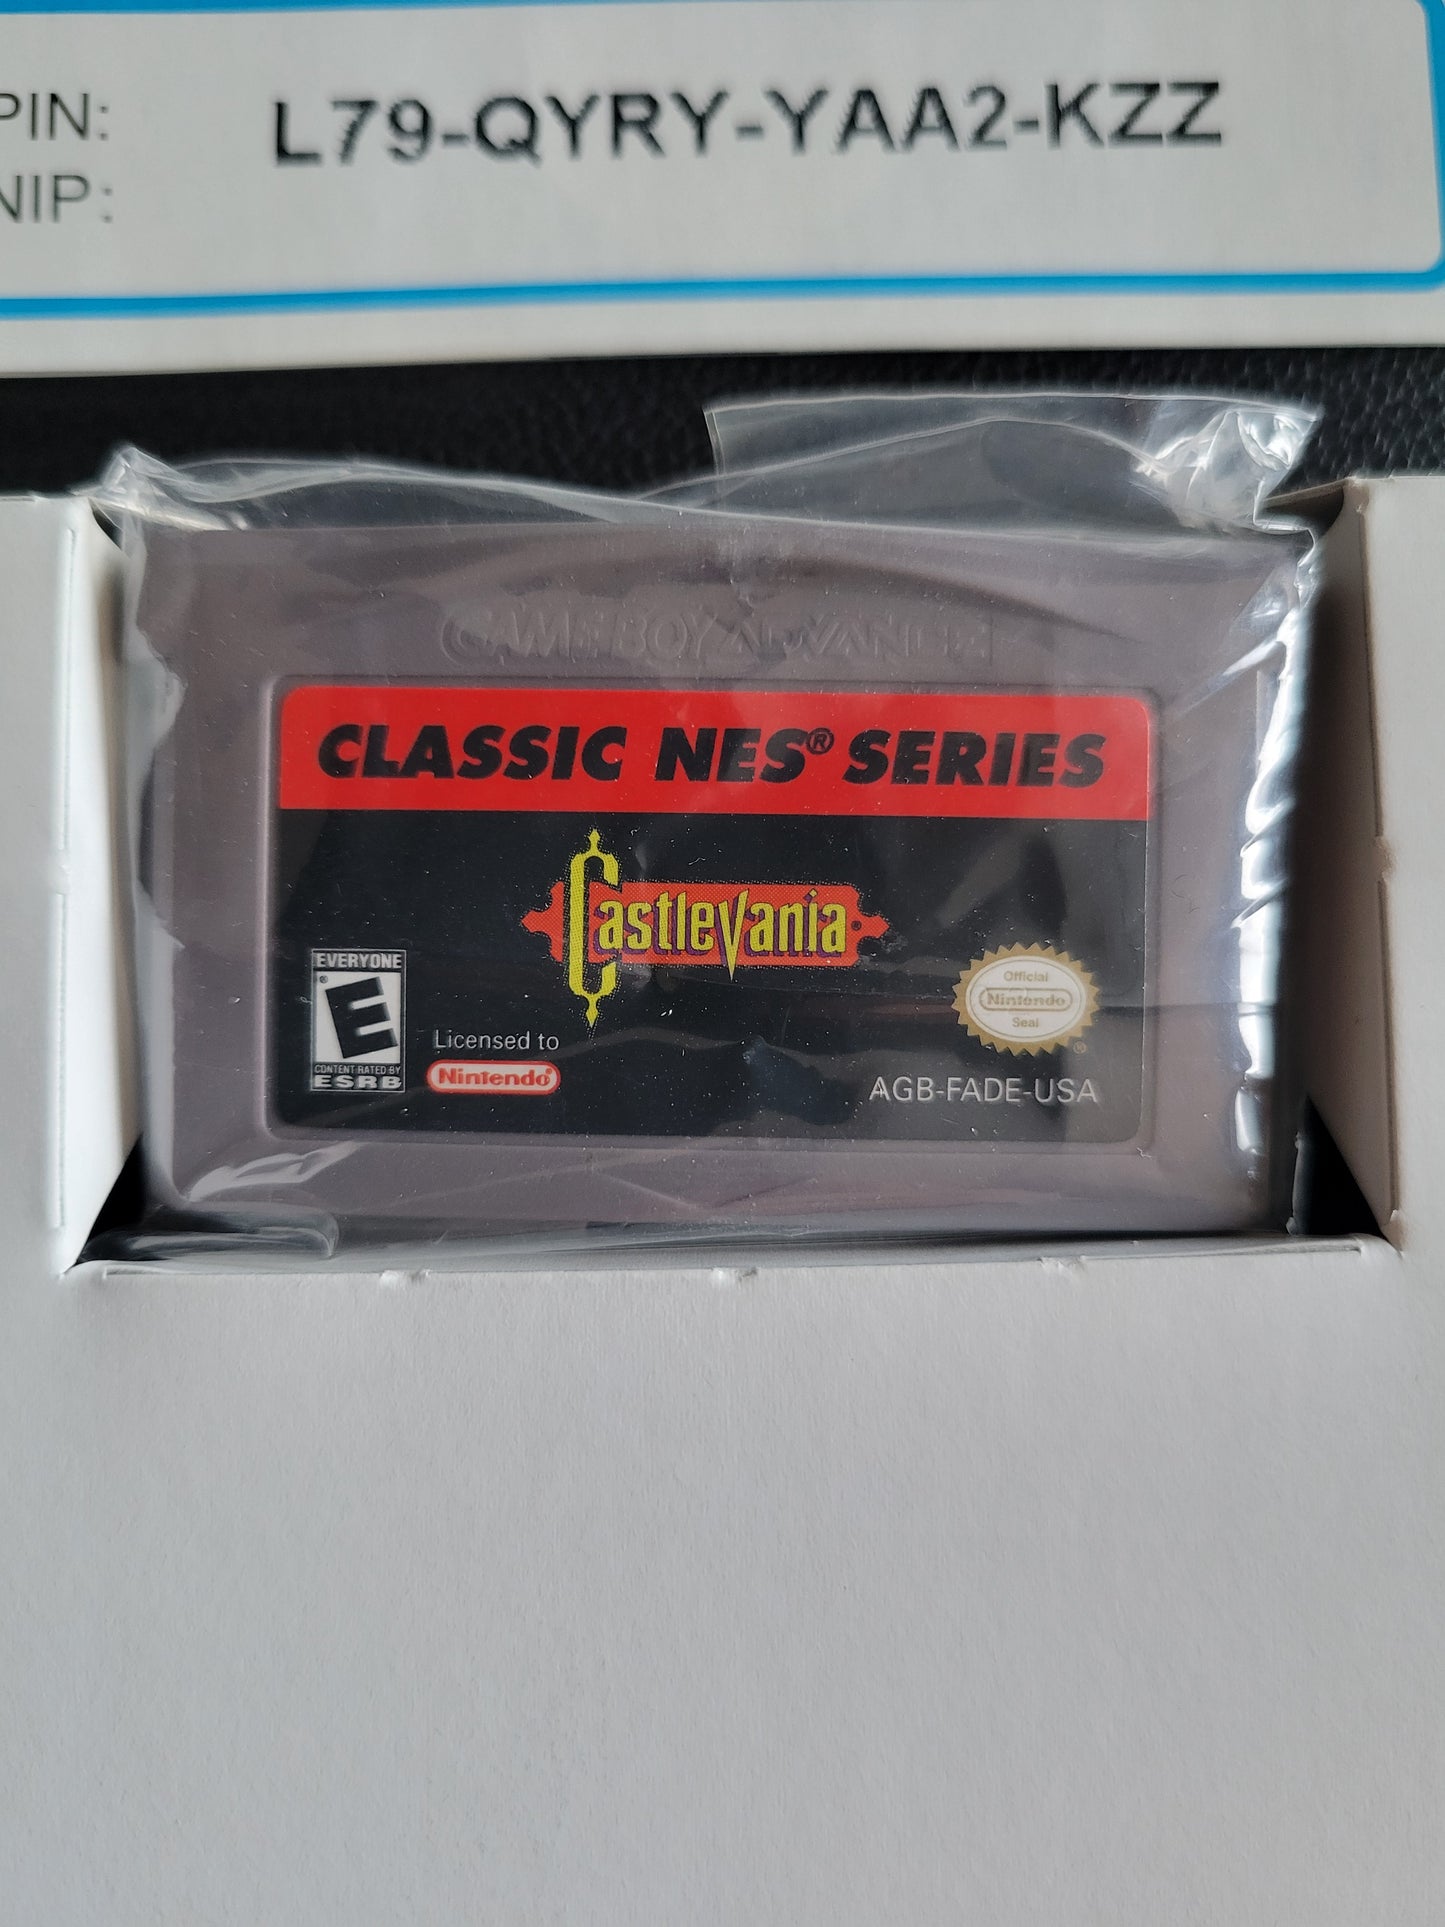 PIN: L79-QYRY-YAA2-KZZ
NIP:
GAME BOY ADVANCE
CLASSIC NES® SERIES
Castlevania
EVERYONE
E
CONTENT RATED BY
ESRB
Licensed to
Nintendo®
Official
Nintendo
Seal
®
AGB-FADE-USA